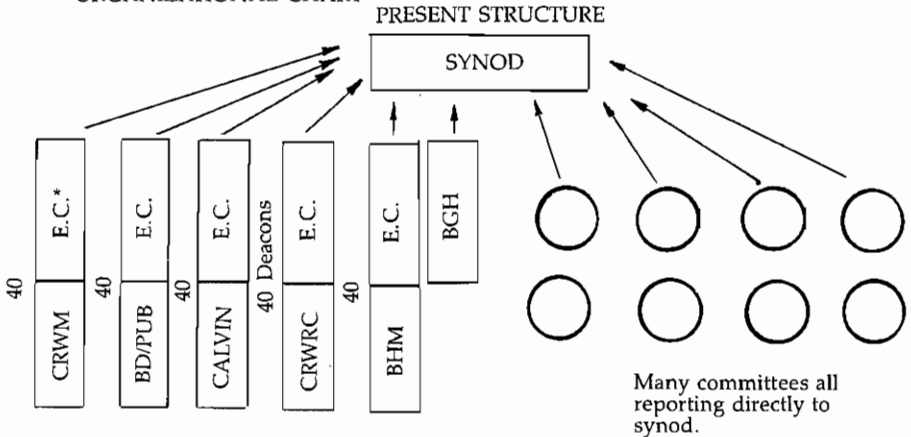 PRESENT STRUCTURE
SYNOD
E.C.*
E.C.
E.C.
E.C.
E.C.
BGH
40
40
40
40 Deacons
40
CRWM
BD/PUB
CALVIN
CRWRC
BHM
Many committees all
reporting directly to
synod.